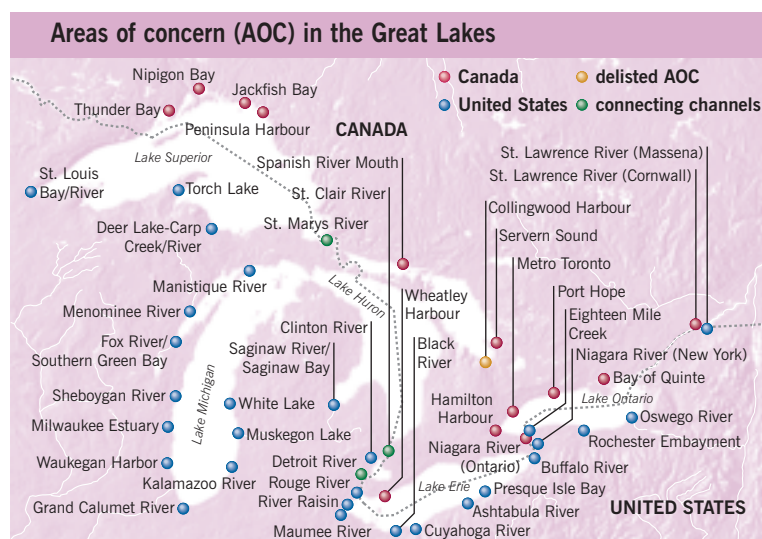 Areas of concern (AOC) in the Great Lakes
Canada
delisted AOC
United States
connecting channels
Nipigon Bay
Jackfish Bay
Thunder Bay
Peninsula Harbour
CANADA
Lake Superior
Spanish River Mouth
St. Lawrence River (Massena)
St. Lawrence River (Cornwall)
St. Louis
Bay/River
Torch Lake
St. Clair River
Collingwood Harbour
Deer Lake-Carp
Creek/River
St. Marys River
Servern Sound
Metro Toronto
Manistique River
Lake Huron
Wheatley
Harbour
Port Hope
Menominee River
Clinton River
Eighteen Mile
Creek
Fox River/
Southern Green Bay
Saginaw River/
Saginaw Bay
Black
River
Niagara River (New York)
Bay of Quinte
Sheboygan River
Lake Michigan
White Lake
Hamilton
Harbour
Lake Ontario
Milwaukee Estuary
Muskegon Lake
Oswego River
Niagara River
(Ontario)
Rochester Embayment
Waukegan Harbor
Kalamazoo River
Detroit River
Buffalo River
Rouge River
Lake Erie
Presque Isle Bay
Grand Calumet River
River Raisin
Ashtabula River
UNITED STATES
Maumee River
Cuyahoga River